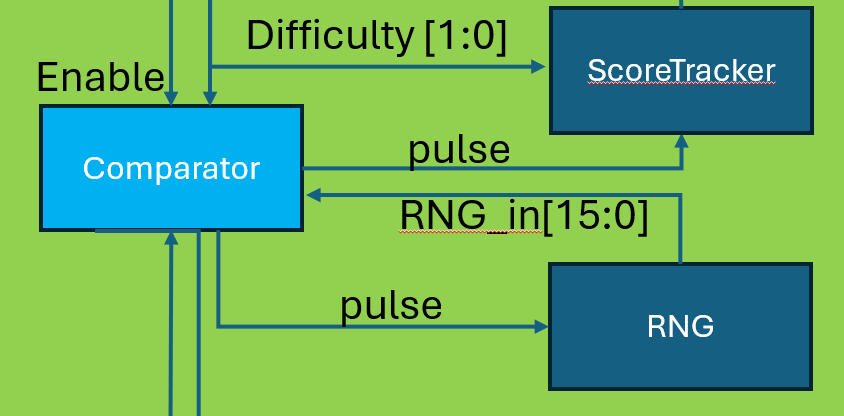 Difficulty [1:0]
ScoreTracker
Enable
Comparator
pulse
RNG_in[15:0]
pulse
RNG